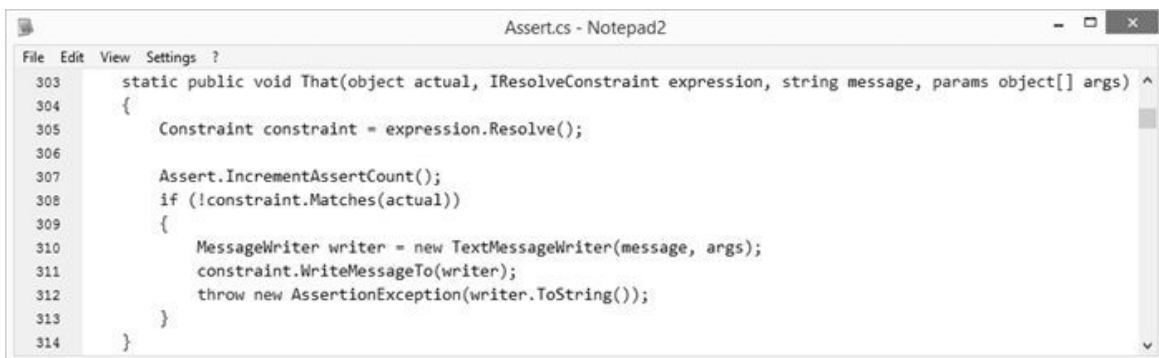 Assert.cs - Notepad2
File Edit View Settings ?
303 static public void That(object actual, IResolveConstraint expression, string message, params object[] args)
304 {
305 Constraint constraint = expression.Resolve();
306
307 Assert.IncrementAssertCount();
308 if (!constraint.Matches(actual))
309 {
310 MessageWriter writer = new TextMessageWriter(message, args);
311 constraint.WriteMessageTo(writer);
312 throw new AssertionException(writer.ToString());
313 }
314 }